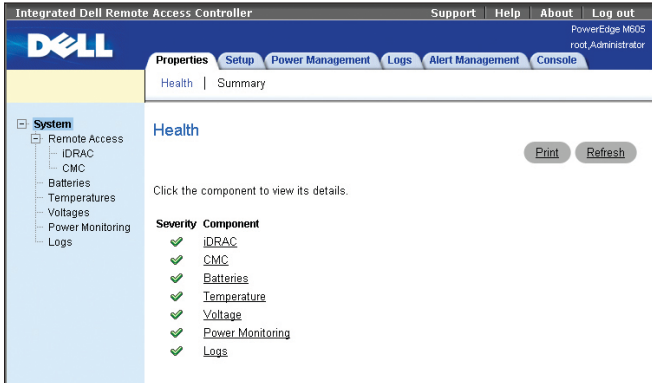 Integrated Dell Remote Access Controller Support | Help | About | Log out
DELL
PowerEdge M605
root,Administrator
Properties Setup Power Management Logs Alert Management Console
Health | Summary
System
Remote Access
iDRAC
CMC
Batteries
Temperatures
Voltages
Power Monitoring
Logs
Health
Print Refresh
Click the component to view its details.
Severity Component
iDRAC
CMC
Batteries
Temperature
Voltage
Power Monitoring
Logs